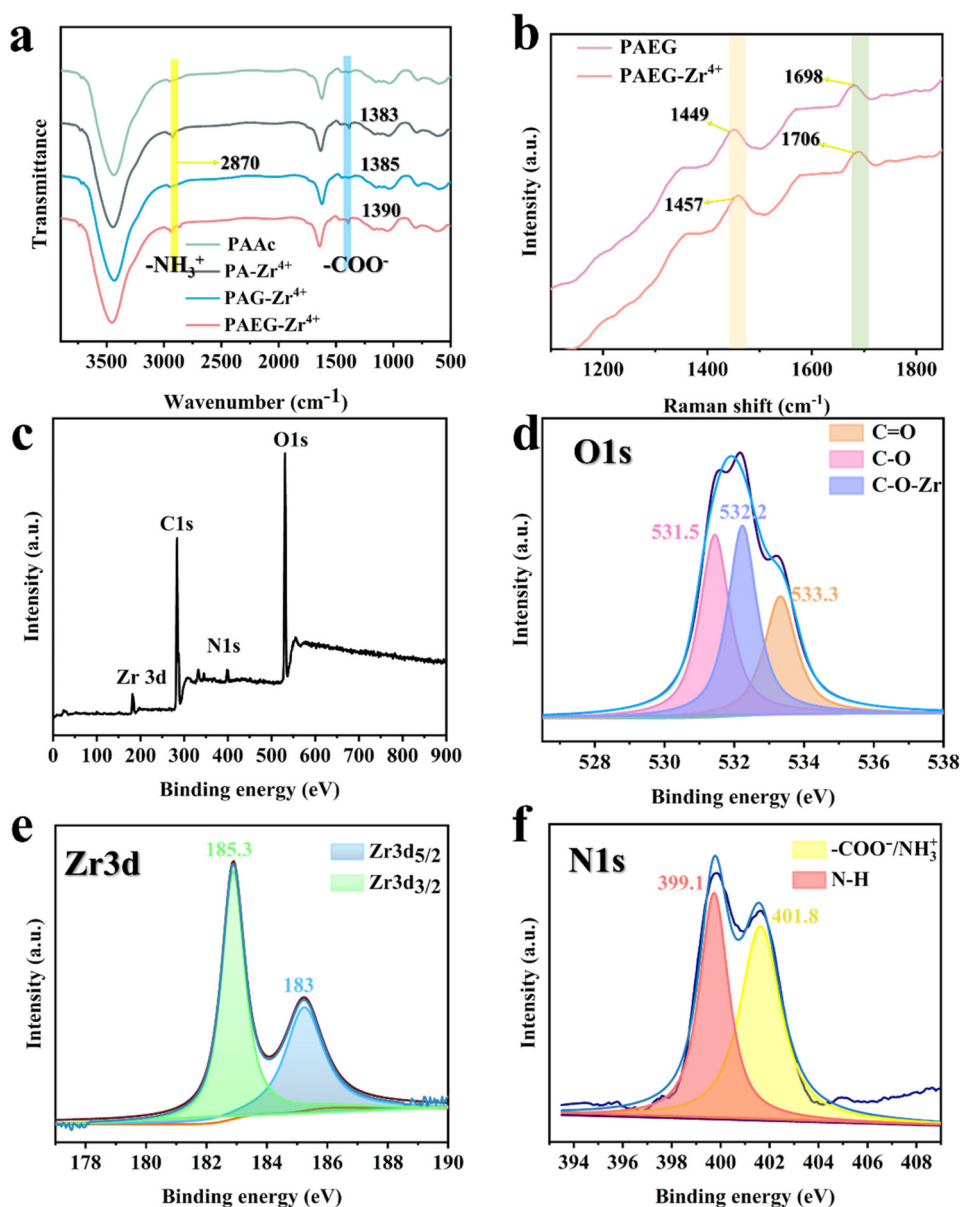 a
Transmittance
1383
2870
1385
1390
-NH₃⁺
-COO⁻
PAAc
PA-Zr⁴⁺
PAG-Zr⁴⁺
PAEG-Zr⁴⁺
3500 3000 2500 2000 1500 1000 500
Wavenumber (cm⁻¹)
b
Intensity (a.u.)
PAEG
PAEG-Zr⁴⁺
1698
1449
1706
1457
1200 1400 1600 1800
Raman shift (cm⁻¹)
c
Intensity (a.u.)
O1s
C1s
N1s
Zr 3d
0 100 200 300 400 500 600 700 800 900
Binding energy (eV)
d
Intensity (a.u.)
O1s
C=O
C-O
C-O-Zr
532.2
531.5
533.3
528 530 532 534 536 538
Binding energy (eV)
e
Intensity (a.u.)
Zr3d
185.3
Zr3d₅/₂
Zr3d₃/₂
183
178 180 182 184 186 188 190
Binding energy (eV)
f
Intensity (a.u.)
N1s
-COO⁻/NH₃⁺
N-H
399.1
401.8
394 396 398 400 402 404 406 408
Binding energy (eV)